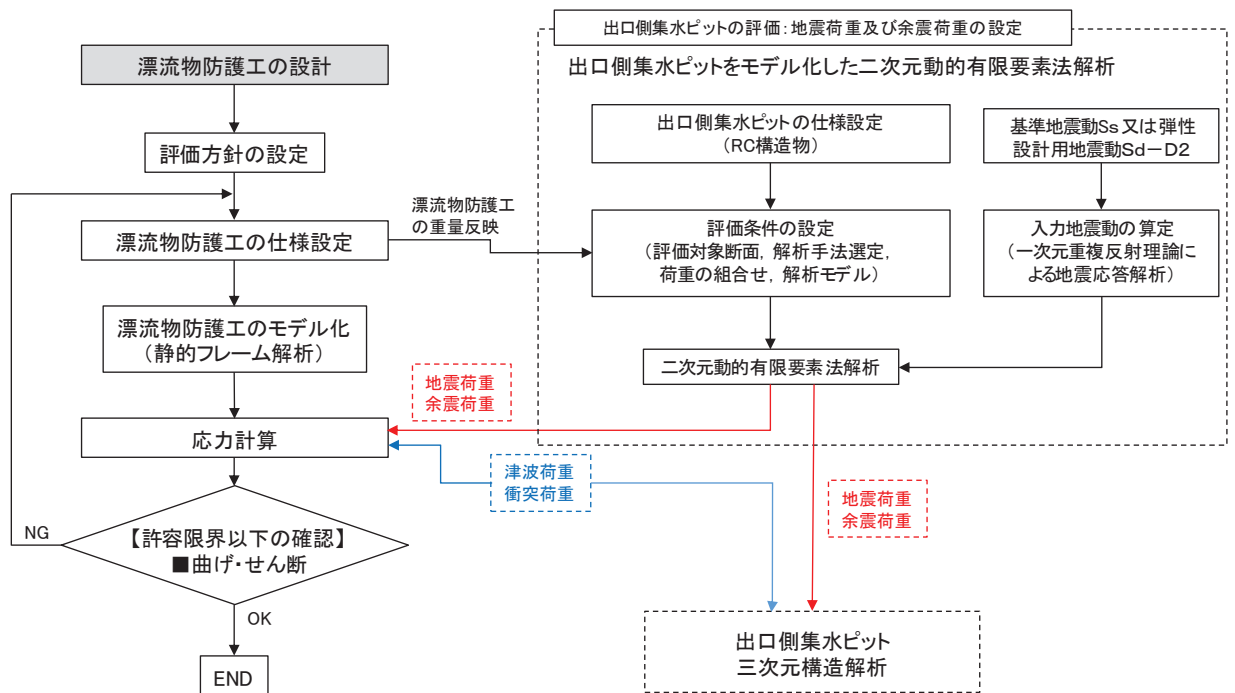 漂流物防護工の設計
評価方針の設定
漂流物防護工の仕様設定
漂流物防護工
の重量反映
漂流物防護工のモデル化
（静的フレーム解析）
応力計算
【許容限界以下の確認】
■曲げ・せん断
NG
OK
END
出口側集水ピットの評価：地震荷重及び余震荷重の設定
出口側集水ピットをモデル化した二次元動的有限要素法解析
出口側集水ピットの仕様設定
（RC構造物）
基準地震動Ss又は弾性
設計用地震動Sd－D2
評価条件の設定
（評価対象断面，解析手法選定，
荷重の組合せ，解析モデル）
入力地震動の算定
（一次元重複反射理論に
よる地震応答解析）
二次元動的有限要素法解析
地震荷重
余震荷重
津波荷重
衝突荷重
地震荷重
余震荷重
出口側集水ピット
三次元構造解析